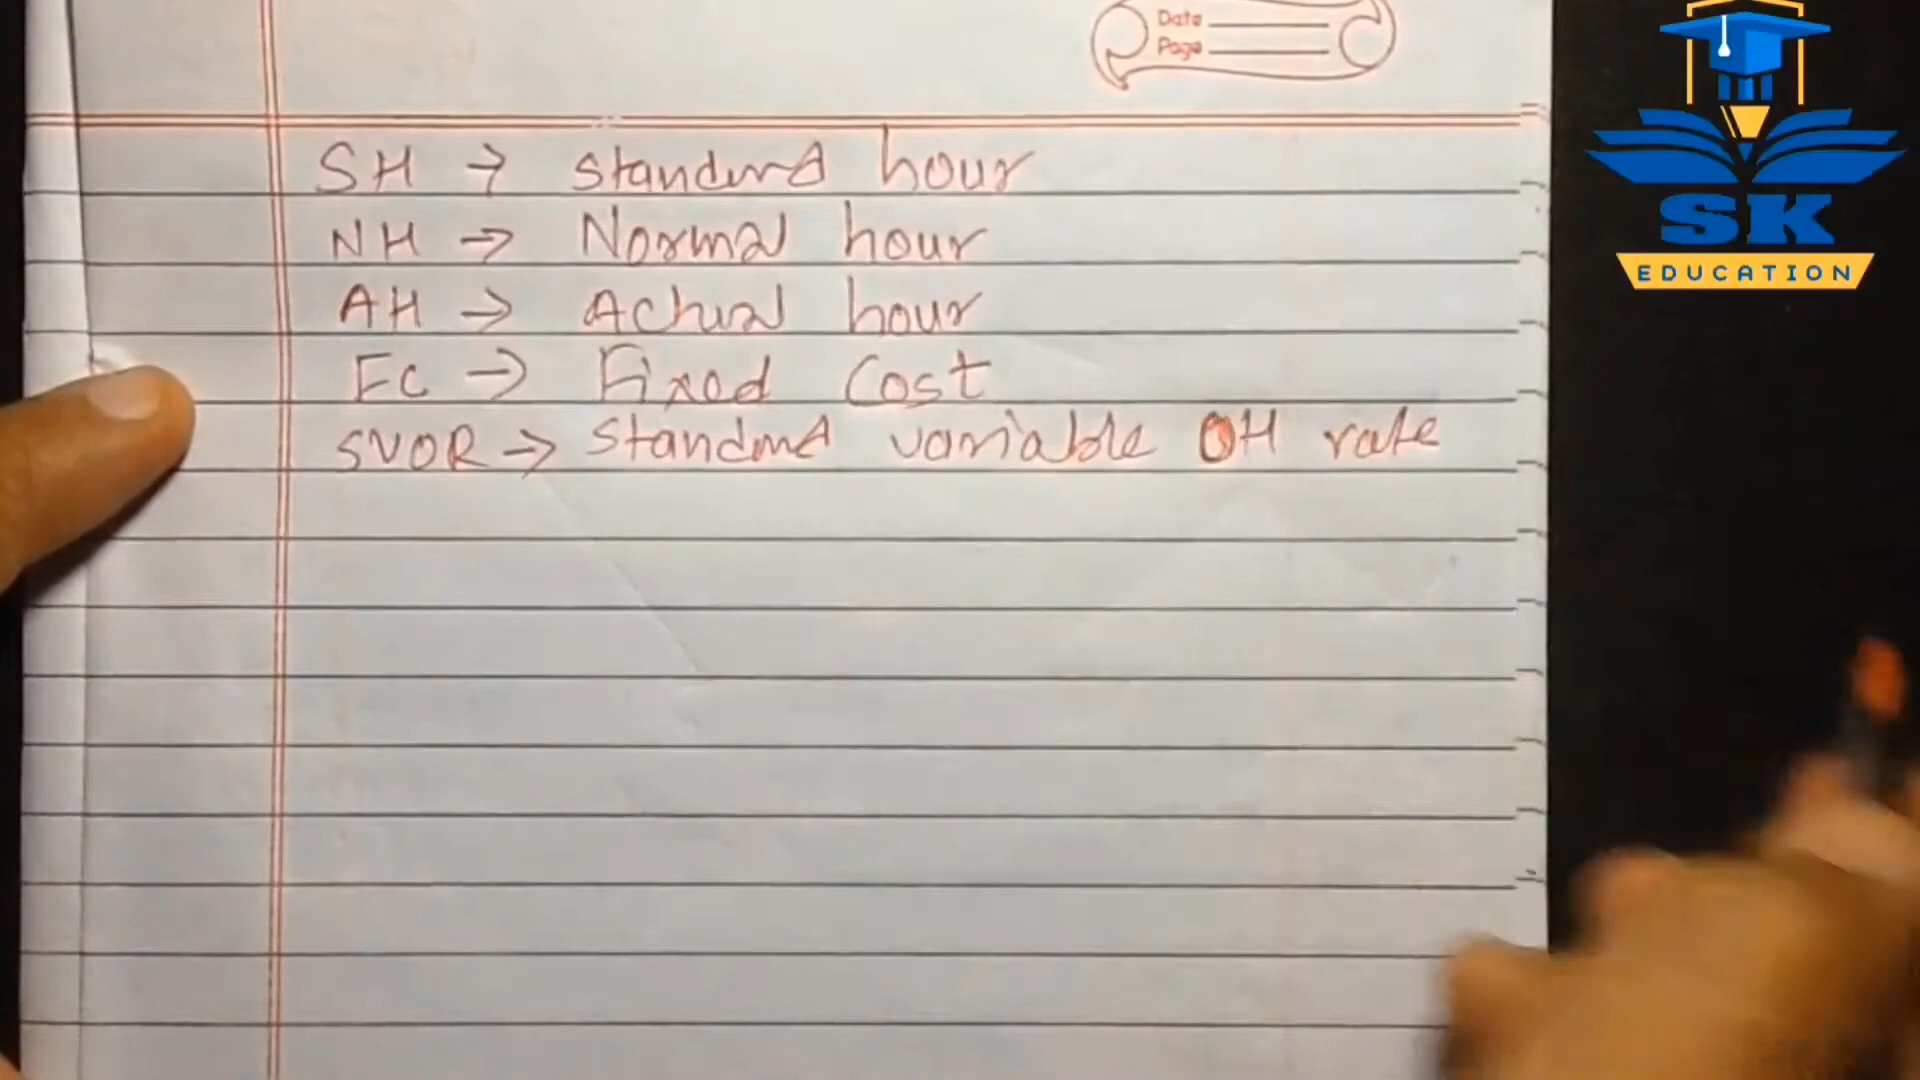 Date
Page
SH → Standard hour
NH → Normal hour
AH → Actual hour
FC → Fixed Cost
SVOR → Standard variable OH rate
SK
EDUCATION